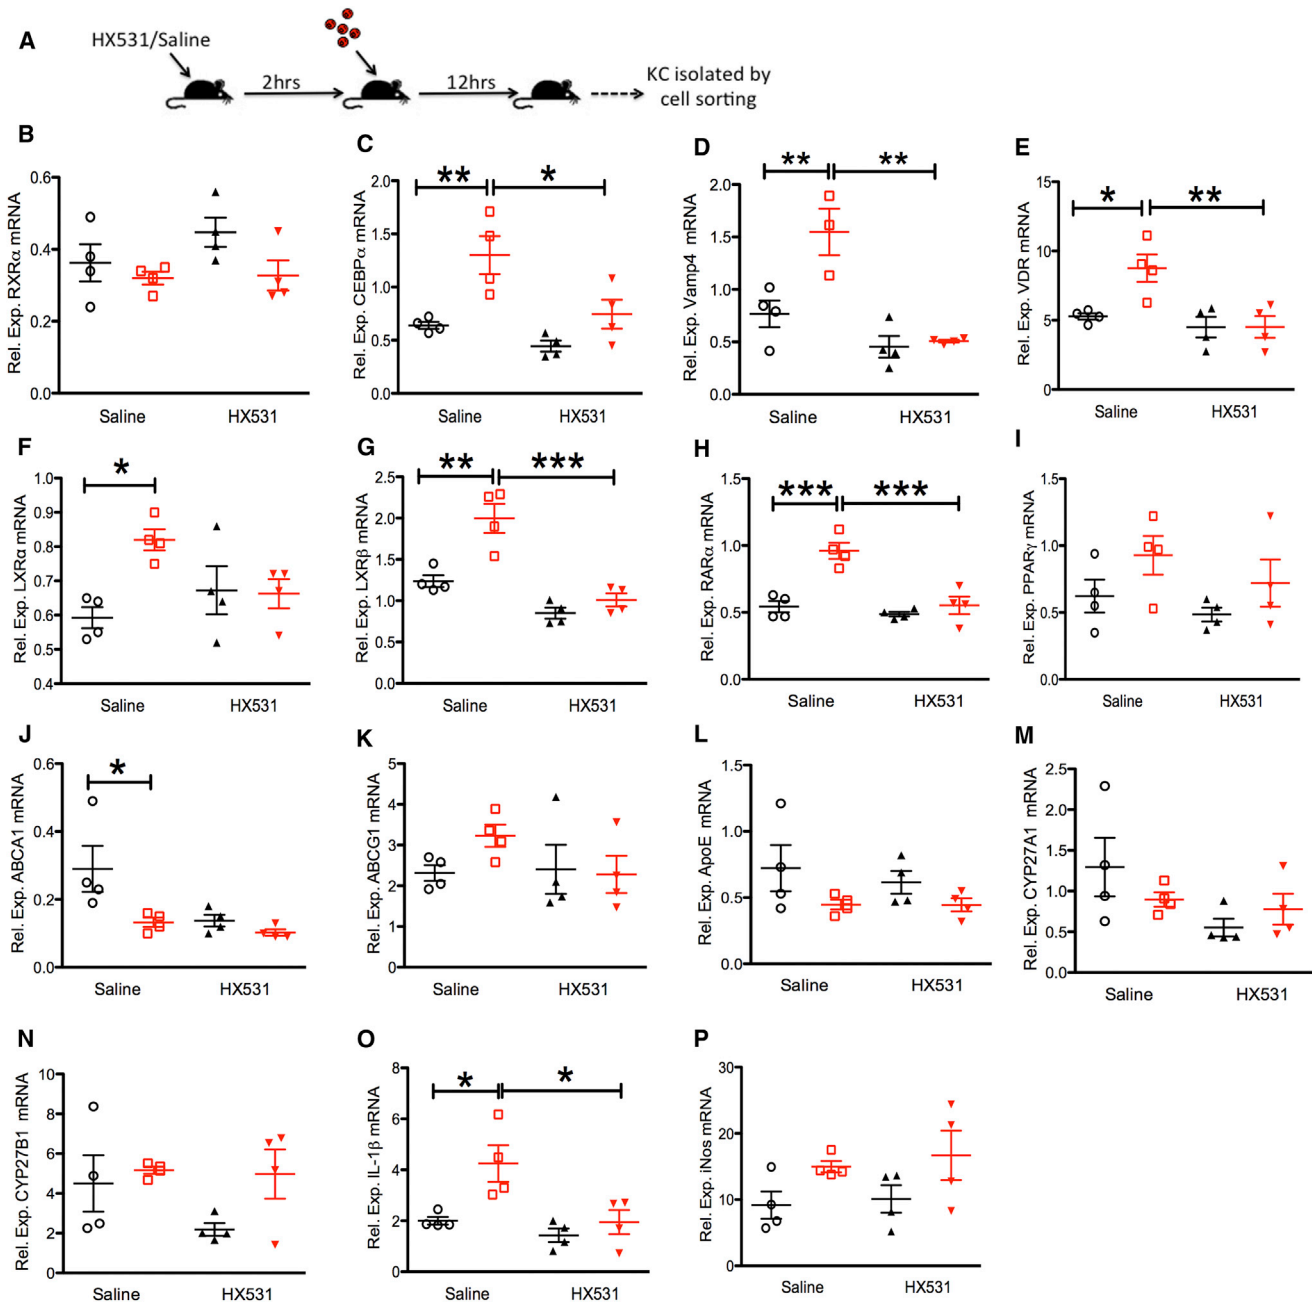 A
HX531/Saline
2hrs
12hrs
KC isolated by
cell sorting
B
Rel. Exp. RXRα mRNA
0.6
0.4
0.2
0.0
Saline
HX531
C
Rel. Exp. CEBPα mRNA
2.0
1.5
1.0
0.5
0.0
**
*
Saline
HX531
D
Rel. Exp. Vamp4 mRNA
2.0
1.5
1.0
0.5
0.0
**
**
Saline
HX531
E
Rel. Exp. VDR mRNA
15
10
5
0
*
**
Saline
HX531
F
Rel. Exp. LXRα mRNA
1.0
0.9
0.8
0.7
0.6
0.5
0.4
*
Saline
HX531
G
Rel. Exp. LXRβ mRNA
2.5
2.0
1.5
1.0
0.5
0.0
**
***
Saline
HX531
H
Rel. Exp. RARα mRNA
1.5
1.0
0.5
0.0
***
***
Saline
HX531
I
Rel. Exp. PPARγ mRNA
1.5
1.0
0.5
0.0
Saline
HX531
J
Rel. Exp. ABCA1 mRNA
0.6
0.4
0.2
0.0
*
Saline
HX531
K
Rel. Exp. ABCG1 mRNA
5
4
3
2
1
0
Saline
HX531
L
Rel. Exp. ApoE mRNA
1.5
1.0
0.5
0.0
Saline
HX531
M
Rel. Exp. CYP27A1 mRNA
2.5
2.0
1.5
1.0
0.5
0.0
Saline
HX531
N
Rel. Exp. CYP27B1 mRNA
10
8
6
4
2
0
Saline
HX531
O
Rel. Exp. IL-1β mRNA
8
6
4
2
0
*
*
Saline
HX531
P
Rel. Exp. iNos mRNA
30
20
10
0
Saline
HX531